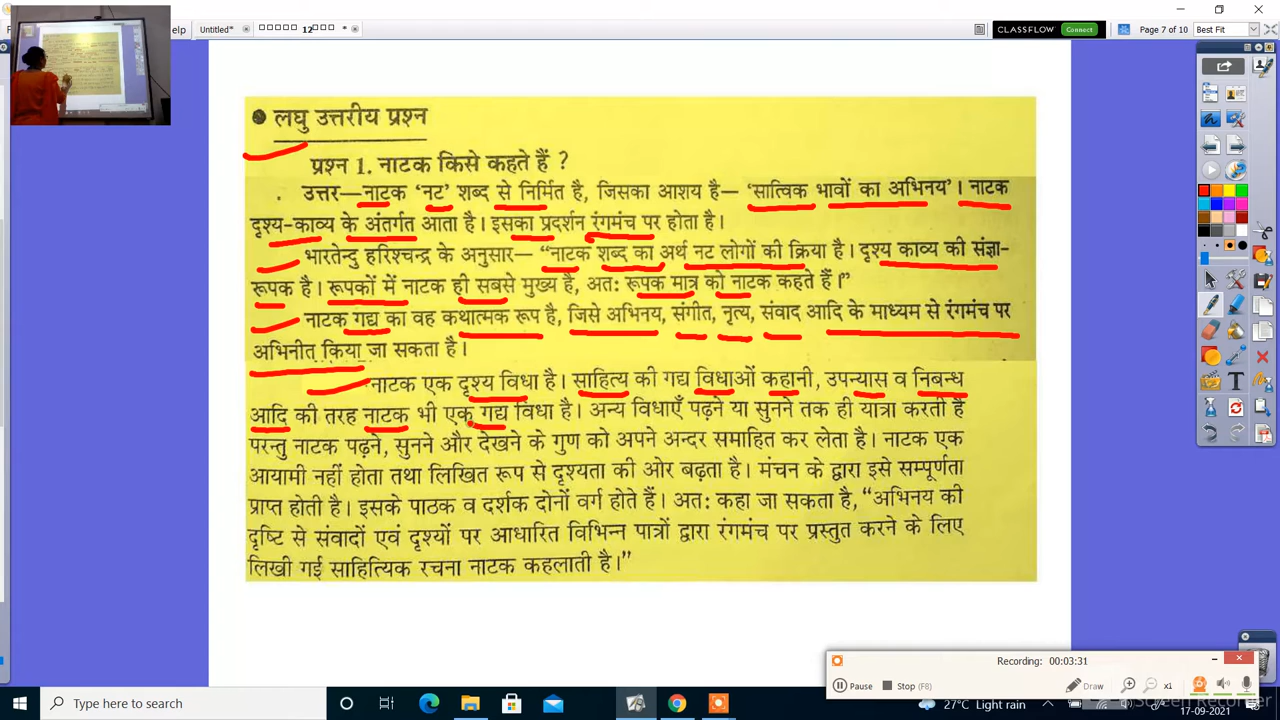 elp
Untitled*
12
*
CLASSFLOW
Connect
Page 7 of 10
Best Fit
लघु उत्तरीय प्रश्न
प्रश्न 1. नाटक किसे कहते हैं ?
उत्तर—नाटक ‘नट’ शब्द से निर्मित है, जिसका आशय है— ‘सात्विक भावों का अभिनय’। नाटक
दृश्य-काव्य के अंतर्गत आता है। इसका प्रदर्शन रंगमंच पर होता है।
भारतेन्दु हरिश्चन्द्र के अनुसार— “नाटक शब्द का अर्थ नट लोगों की क्रिया है। दृश्य काव्य की संज्ञा-
रूपक है। रूपकों में नाटक ही सबसे मुख्य है, अत: रूपक मात्र को नाटक कहते हैं।”
नाटक गद्य का वह कथात्मक रूप है, जिसे अभिनय, संगीत, नृत्य, संवाद आदि के माध्यम से रंगमंच पर
अभिनीत किया जा सकता है।
नाटक एक दृश्य विधा है। साहित्य की गद्य विधाओं कहानी, उपन्यास व निबन्ध
आदि की तरह नाटक भी एक गद्य विधा है। अन्य विधाएँ पढ़ने या सुनने तक ही यात्रा करती हैं
परन्तु नाटक पढ़ने, सुनने और देखने के गुण को अपने अन्दर समाहित कर लेता है। नाटक एक
आयामी नहीं होता तथा लिखित रूप से दृश्यता की ओर बढ़ता है। मंचन के द्वारा इसे सम्पूर्णता
प्राप्त होती है। इसके पाठक व दर्शक दोनों वर्ग होते हैं। अत: कहा जा सकता है, “अभिनय की
दृष्टि से संवादों एवं दृश्यों पर आधारित विभिन्न पात्रों द्वारा रंगमंच पर प्रस्तुत करने के लिए
लिखी गई साहित्यिक रचना नाटक कहलाती है।”
Recording: 00:03:31
Pause
Stop (F8)
Draw
x1
Type here to search
27°C Light rain
17-09-2021
Screen Recorder